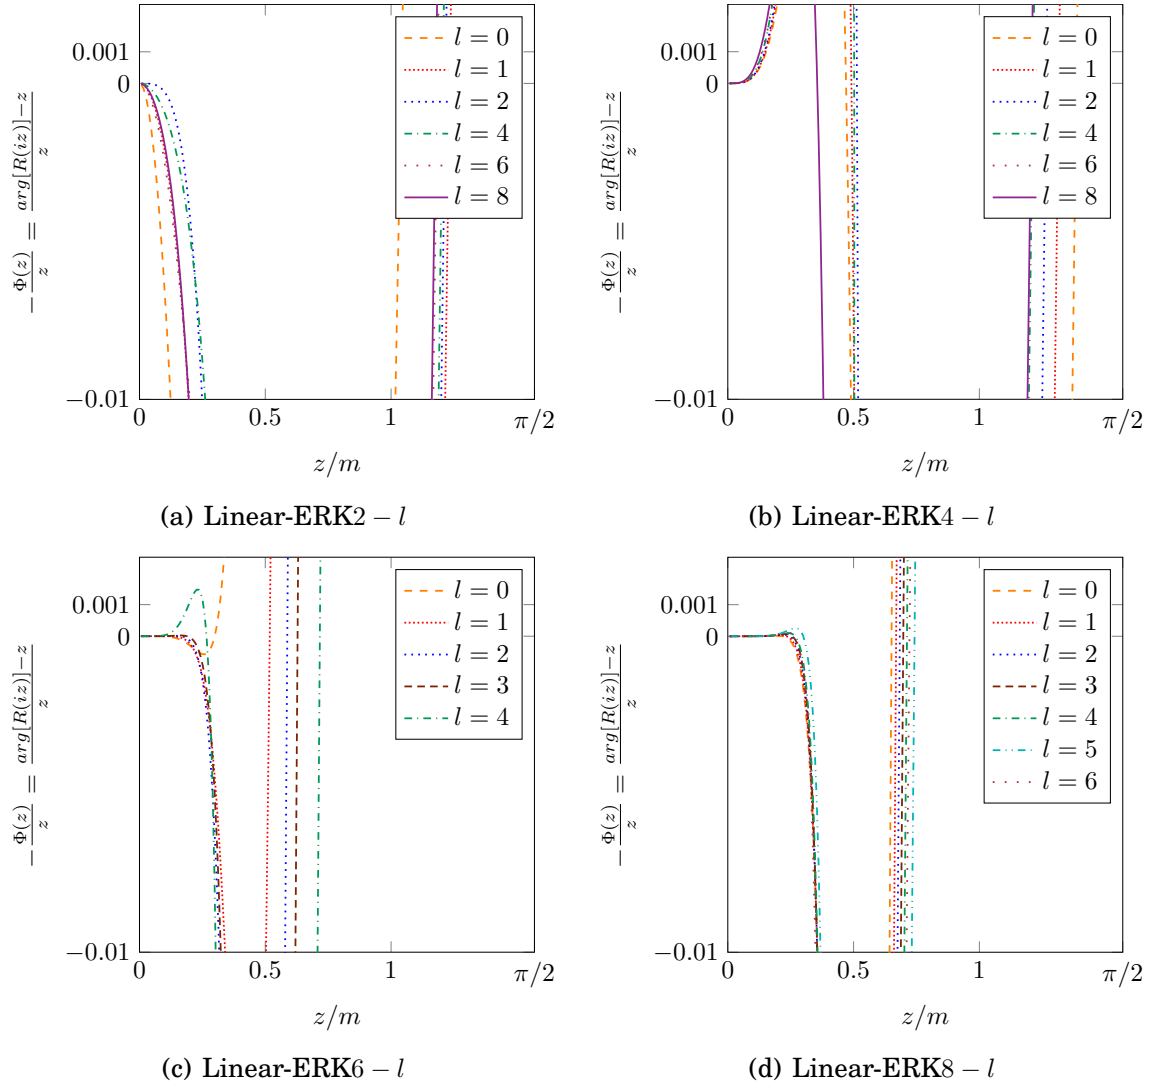 0.001
0
−0.01
0
0.5
1
π/2
−Φ(z)/z = arg[R(iz)]−z/z
z/m
l = 0
l = 1
l = 2
l = 4
l = 6
l = 8
(a) Linear-ERK2 − l
0.001
0
−0.01
0
0.5
1
π/2
−Φ(z)/z = arg[R(iz)]−z/z
z/m
l = 0
l = 1
l = 2
l = 4
l = 6
l = 8
(b) Linear-ERK4 − l
0.001
0
−0.01
0
0.5
1
π/2
−Φ(z)/z = arg[R(iz)]−z/z
z/m
l = 0
l = 1
l = 2
l = 3
l = 4
(c) Linear-ERK6 − l
0.001
0
−0.01
0
0.5
1
π/2
−Φ(z)/z = arg[R(iz)]−z/z
z/m
l = 0
l = 1
l = 2
l = 3
l = 4
l = 5
l = 6
(d) Linear-ERK8 − l